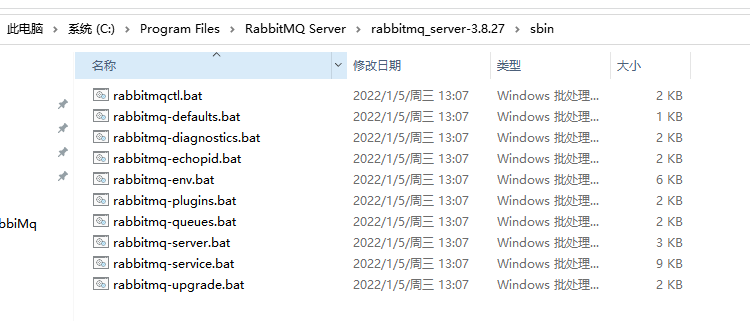 此电脑 > 系统 (C:) > Program Files > RabbitMQ Server > rabbitmq_server-3.8.27 > sbin
名称 修改日期 类型 大小
rabbitmqctl.bat 2022/1/5/周三 13:07 Windows 批处理... 2 KB
rabbitmq-defaults.bat 2022/1/5/周三 13:07 Windows 批处理... 1 KB
rabbitmq-diagnostics.bat 2022/1/5/周三 13:07 Windows 批处理... 2 KB
rabbitmq-echopid.bat 2022/1/5/周三 13:07 Windows 批处理... 2 KB
rabbitmq-env.bat 2022/1/5/周三 13:07 Windows 批处理... 6 KB
rabbitmq-plugins.bat 2022/1/5/周三 13:07 Windows 批处理... 2 KB
bbiMq rabbitmq-queues.bat 2022/1/5/周三 13:07 Windows 批处理... 2 KB
rabbitmq-server.bat 2022/1/5/周三 13:07 Windows 批处理... 3 KB
rabbitmq-service.bat 2022/1/5/周三 13:07 Windows 批处理... 9 KB
rabbitmq-upgrade.bat 2022/1/5/周三 13:07 Windows 批处理... 2 KB